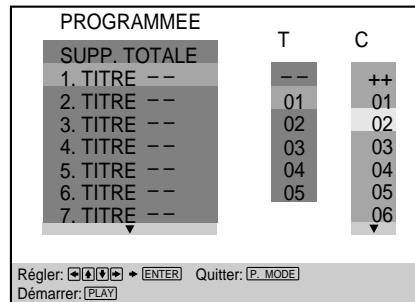 PROGRAMMEE
T C
SUPP. TOTALE
1. TITRE – – – – ++
2. TITRE – – 01 01
3. TITRE – – 02 02
4. TITRE – – 03 03
5. TITRE – – 04 04
6. TITRE – – 05 05
7. TITRE – – 06
Régler: ENTER Quitter: P. MODE
Démarrer: PLAY